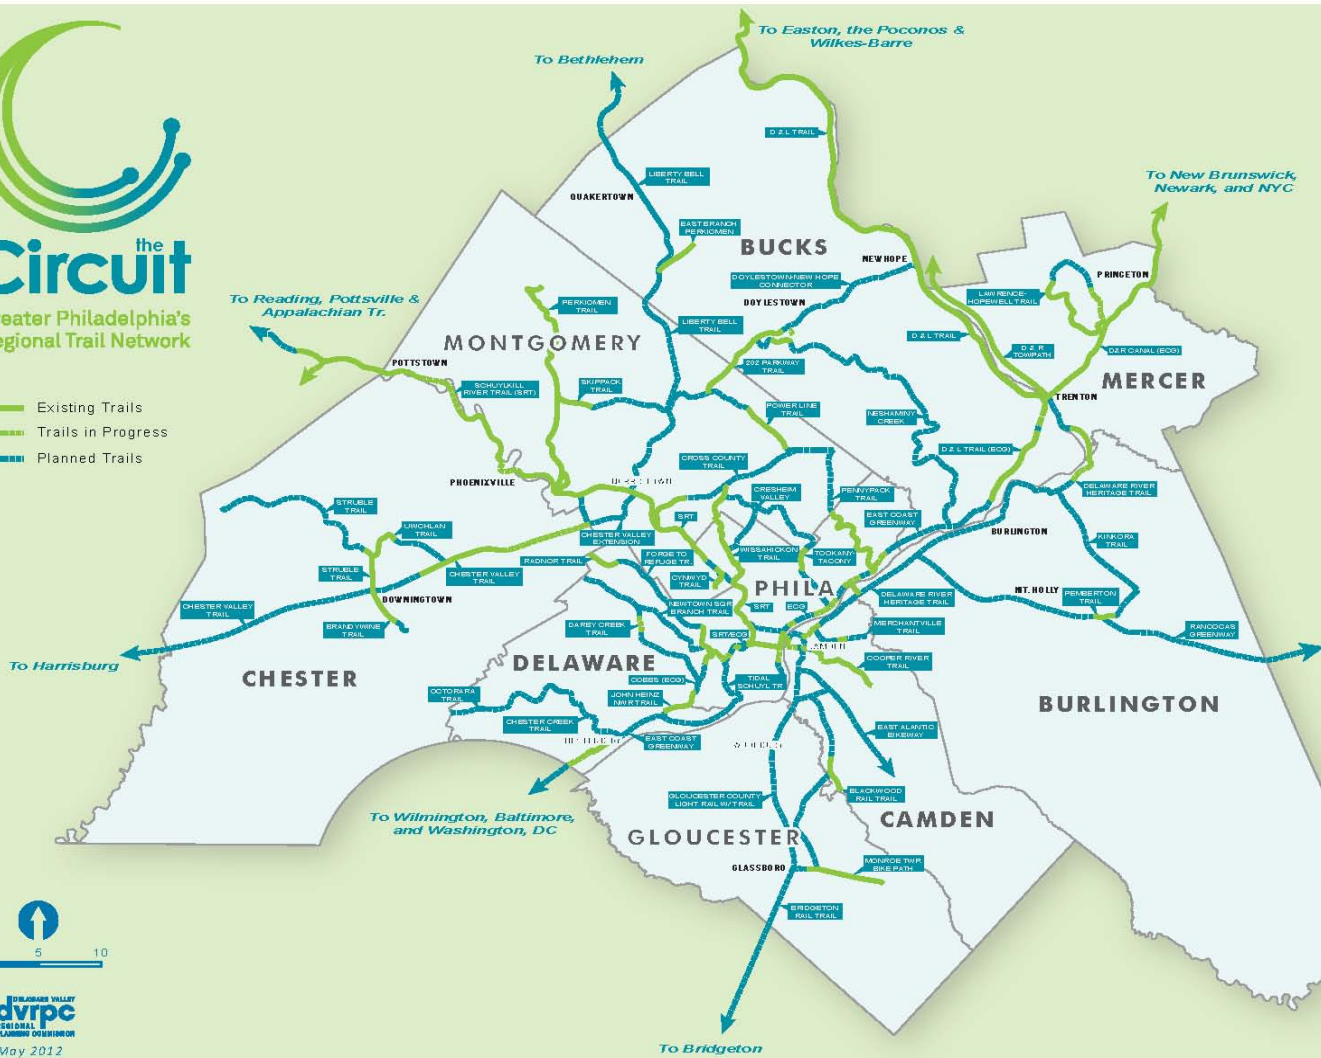 To Easton, the Poconos &
Wilkes-Barre
To Bethlehem
D & L TRAIL
To New Brunswick,
Newark, and NYC
LIBERTY BELL
TRAIL
QUAKERTOWN
EAST BRANCH
PERKIOMEN
BUCKS
NEW HOPE
the
Circuit
PRINCETON
DOYLESTOWN-NEW HOPE
CONNECTOR
LAWRENCE-
HOPEWELL TRAIL
To Reading, Pottsville &
Appalachian Tr.
PERKIOMEN
TRAIL
DOYLESTOWN
reater Philadelphia's
egional Trail Network
LIBERTY BELL
TRAIL
D & L TRAIL
MONTGOMERY
D & R
TOWPATH
D&R CANAL (ECG)
POTTSTOWN
202 PARKWAY
TRAIL
MERCER
SCHUYLKILL
RIVER TRAIL (SRT)
SKIPPACK
TRAIL
TRENTON
Existing Trails
POWER LINE
TRAIL
NESHAMINY
CREEK
Trails in Progress
D & L TRAIL (ECG)
Planned Trails
CROSS COUNTY
TRAIL
PHOENIXVILLE
CRESHEIM
VALLEY
PENNYPACK
TRAIL
DELAWARE RIVER
HERITAGE TRAIL
STRUBLE
TRAIL
SRT
EAST COAST
GREENWAY
UWCHLAN
TRAIL
CHESTER VALLEY
EXTENSION
BURLINGTON
KINKORA
TRAIL
RADNOR TRAIL
FORGE TO
REFUGE TR.
WISSAHICKON
TRAIL
TOOKANY-
TACONY
STRUBLE
TRAIL
CHESTER VALLEY
TRAIL
CYNWYD
TRAIL
PHILA
MT. HOLLY
PEMBERTON
TRAIL
DOWNINGTOWN
DELAWARE RIVER
HERITAGE TRAIL
CHESTER VALLEY
TRAIL
NEWTOWN SQR
BRANCH TRAIL
SRT
ECG
BRANDYWINE
TRAIL
DARBY CREEK
TRAIL
SRT/ECG
MERCHANTVILLE
TRAIL
RANCOCAS
GREENWAY
To Harrisburg
DELAWARE
COOPER RIVER
TRAIL
CHESTER
COBBS (ECG)
TIDAL
SCHUYL TR
OCTORARA
TRAIL
JOHN HEINZ
NWR TRAIL
BURLINGTON
CHESTER CREEK
TRAIL
EAST COAST
GREENWAY
EAST ALANTIC
BIKEWAY
GLOUCESTER COUNTY
LIGHT RAIL W/TRAIL
BLACKWOOD
RAIL TRAIL
To Wilmington, Baltimore,
and Washington, DC
GLOUCESTER
CAMDEN
GLASSBORO
MONROE TWP.
BIKE PATH
BRIDGETON
RAIL TRAIL
5 10
DELAWARE VALLEY
dvrpc
REGIONAL
PLANNING COMMISSION
May 2012
To Bridgeton